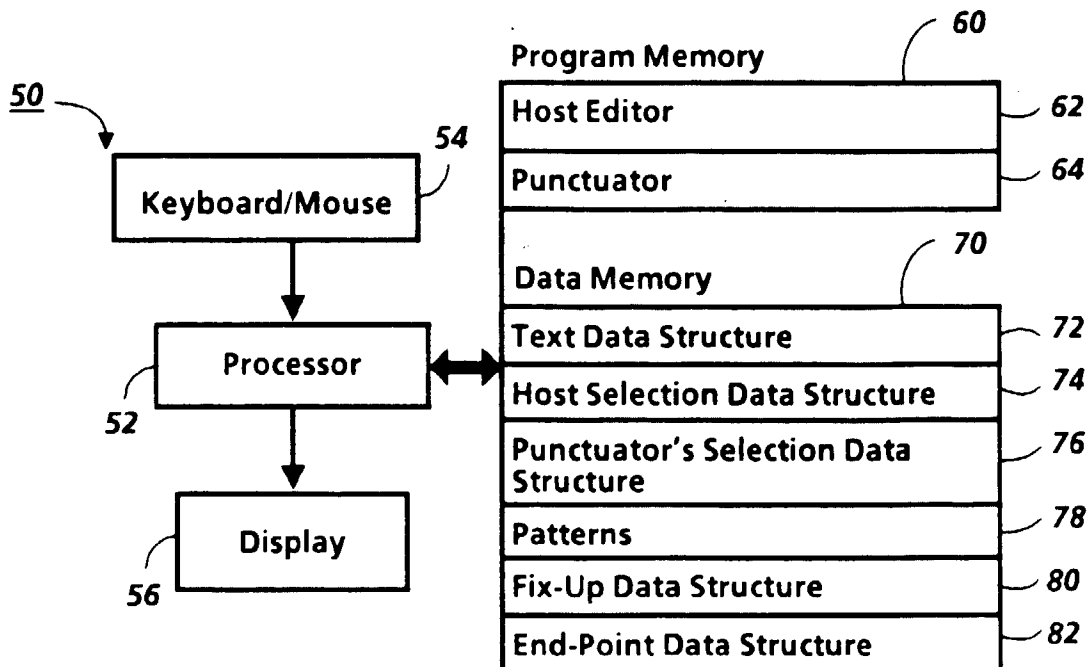 60
Program Memory
50
Host Editor
62
54
Keyboard/Mouse
Punctuator
64
70
Data Memory
Text Data Structure
72
Processor
52
Host Selection Data Structure
74
Punctuator's Selection Data
Structure
76
Patterns
78
Display
56
Fix-Up Data Structure
80
End-Point Data Structure
82